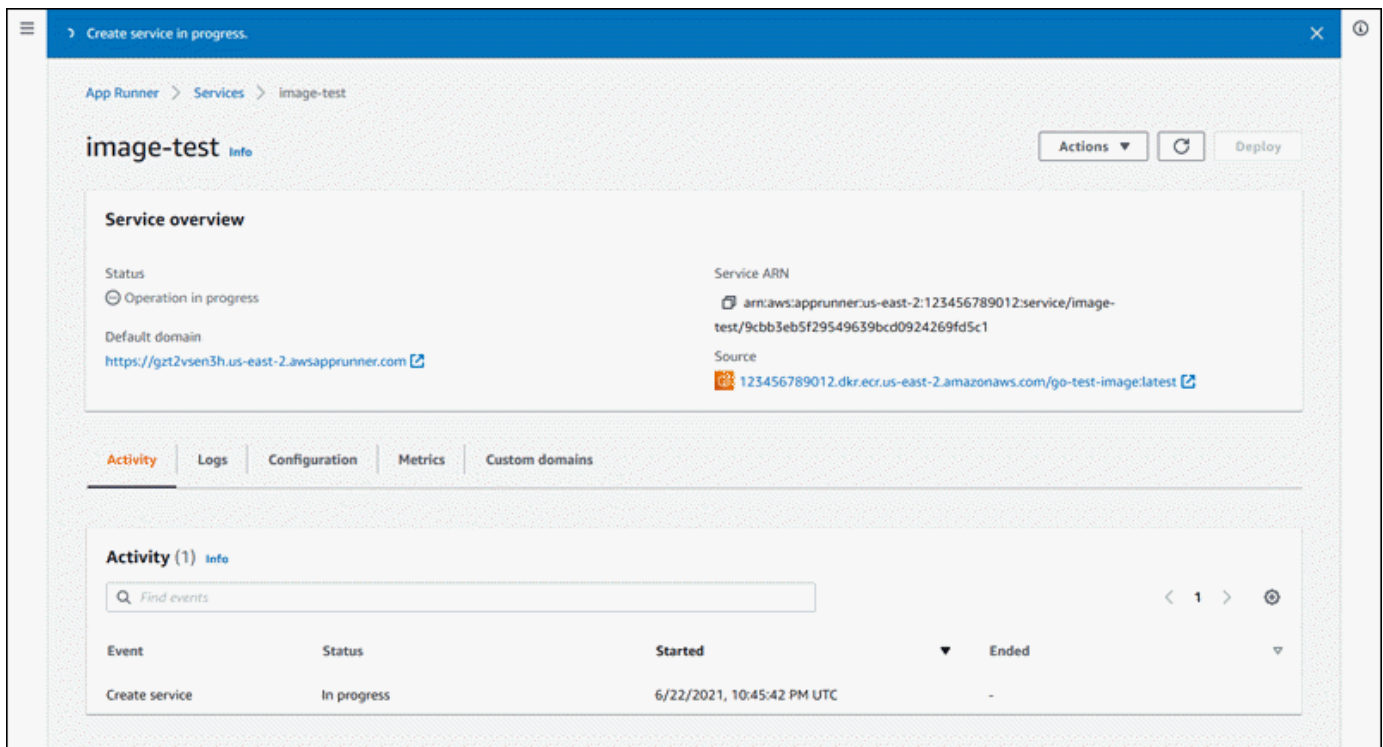 Create service in progress.
App Runner > Services > image-test
image-test Info
Actions
Deploy
Service overview
Status
Operation in progress
Default domain
https://gzt2vsen3h.us-east-2.awsapprunner.com
Service ARN
arn:aws:apprunner:us-east-2:123456789012:service/image-
test/9cbb3eb5f29549639bcd0924269fd5c1
Source
123456789012.dkr.ecr.us-east-2.amazonaws.com/go-test-image:latest
Activity Logs Configuration Metrics Custom domains
Activity (1) Info
Find events
< 1 >
Event Status Started Ended
Create service In progress 6/22/2021, 10:45:42 PM UTC -